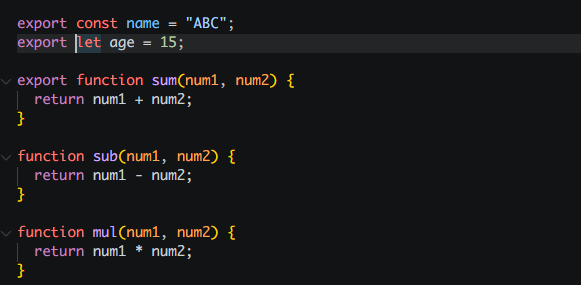 export const name = "ABC";
export let age = 15;
export function sum(num1, num2) {
return num1 + num2;
}
function sub(num1, num2) {
return num1 - num2;
}
function mul(num1, num2) {
return num1 * num2;
}